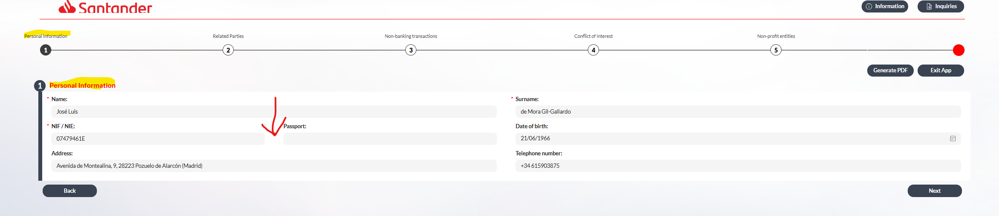 Santander
Information Inquiries
Personal Information Related Parties Non-banking transactions Conflict of Interest Non-profit entities
1 2 3 4 5
Generate PDF Exit App
1 Personal Information
* Name: * Surname:
José Luis de Mora Gil-Gallardo
* NIF / NIE: Passport: Date of birth:
07479461E 21/06/1966
Address: Telephone number:
Avenida de Montealina, 9, 28223 Pozuelo de Alarcón (Madrid) +34 615903875
Back Next